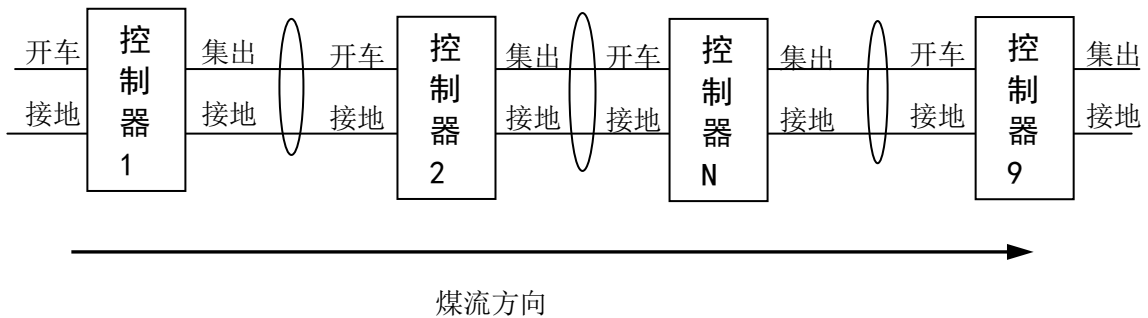 开车 控制器1 集出 开车 控制器2 集出 开车 控制器N 集出 开车 控制器9 集出
接地 接地 接地 接地 接地 接地 接地 接地
煤流方向